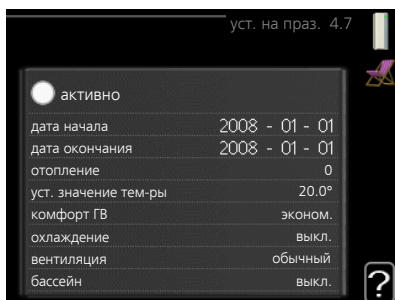 уст. на праз. 4.7
активно
дата начала 2008 - 01 - 01
дата окончания 2008 - 01 - 01
отопление 0
уст. значение тем-ры 20.0°
комфорт ГВ эконом.
охлаждение выкл.
вентиляция обычный
бассейн выкл.
?